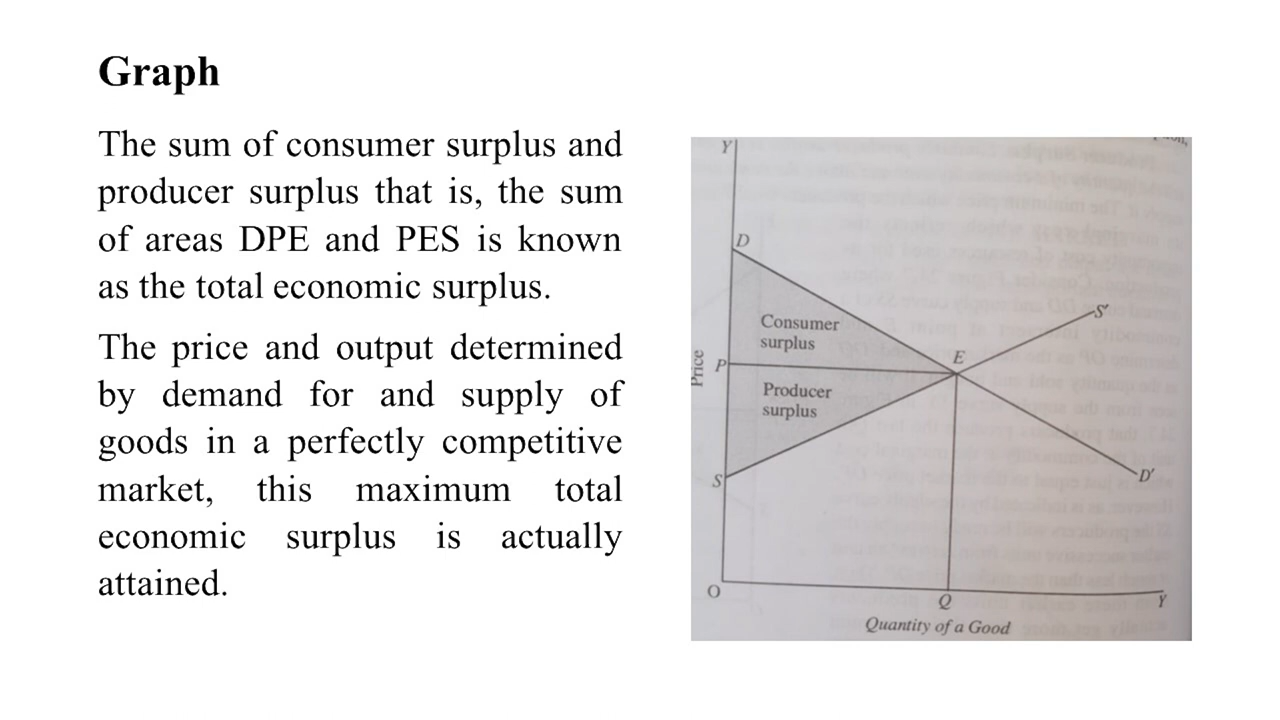 Graph
The sum of consumer surplus and
producer surplus that is, the sum
of areas DPE and PES is known
as the total economic surplus.
The price and output determined
by demand for and supply of
goods in a perfectly competitive
market, this maximum total
economic surplus is actually
attained.
Y
D
Consumer
surplus
S'
E
Price
P
Producer
surplus
S
D'
O
Q
Y
Quantity of a Good